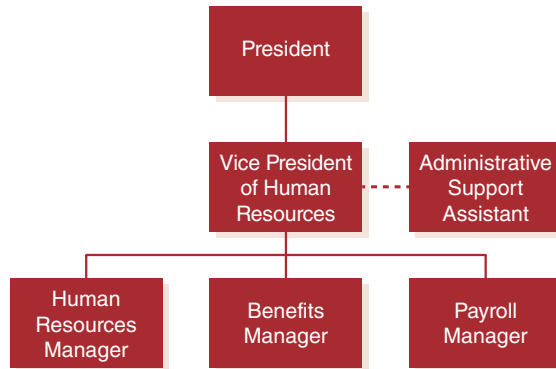 President
Vice President
of Human
Resources
Administrative
Support
Assistant
Human
Resources
Manager
Benefits
Manager
Payroll
Manager